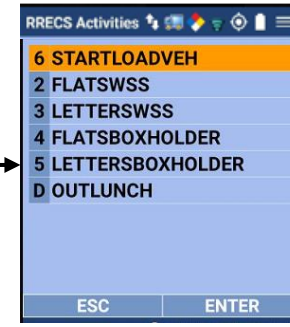 RRECS Activities
6 STARTLOADVEH
2 FLATSWSS
3 LETTERSWSS
4 FLATSBOXHOLDER
5 LETTERSBOXHOLDER
D OUTLUNCH
ESC ENTER